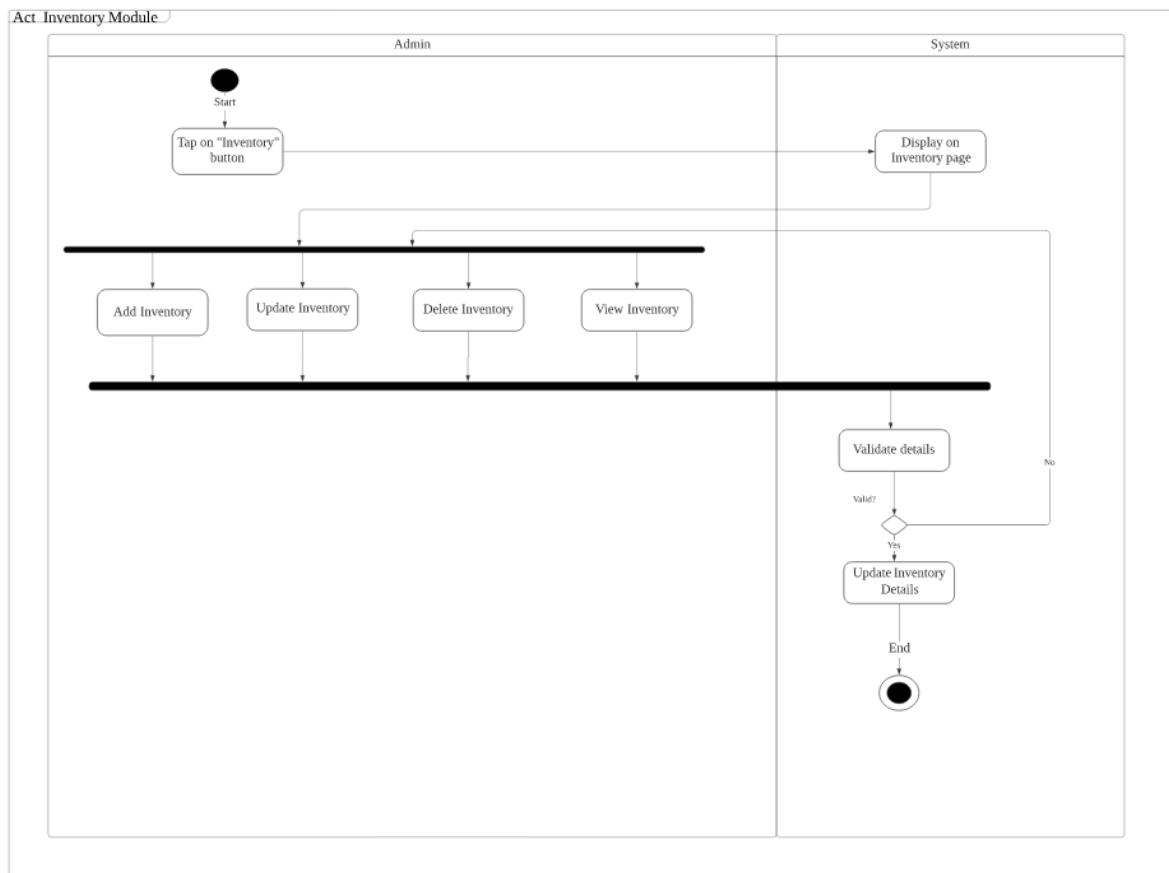 Act Inventory Module
Admin
System
Start
Tap on "Inventory"
button
Display on
Inventory page
Add Inventory
Update Inventory
Delete Inventory
View Inventory
Validate details
No
Valid?
Yes
Update Inventory
Details
End